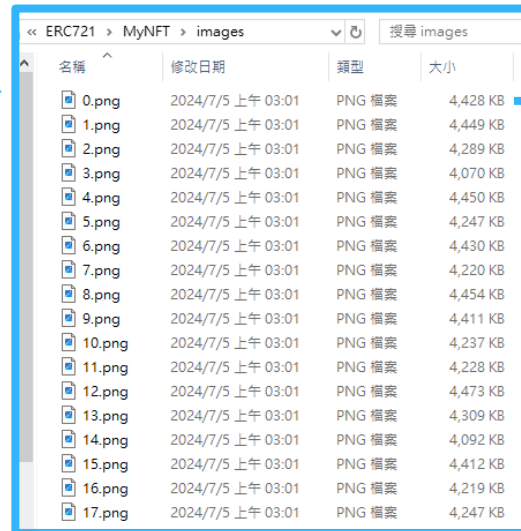 « ERC721 > MyNFT > images 搜尋 images
名稱 修改日期 類型 大小
0.png 2024/7/5 上午 03:01 PNG 檔案 4,428 KB
1.png 2024/7/5 上午 03:01 PNG 檔案 4,449 KB
2.png 2024/7/5 上午 03:01 PNG 檔案 4,289 KB
3.png 2024/7/5 上午 03:01 PNG 檔案 4,070 KB
4.png 2024/7/5 上午 03:01 PNG 檔案 4,450 KB
5.png 2024/7/5 上午 03:01 PNG 檔案 4,247 KB
6.png 2024/7/5 上午 03:01 PNG 檔案 4,430 KB
7.png 2024/7/5 上午 03:01 PNG 檔案 4,220 KB
8.png 2024/7/5 上午 03:01 PNG 檔案 4,454 KB
9.png 2024/7/5 上午 03:01 PNG 檔案 4,411 KB
10.png 2024/7/5 上午 03:01 PNG 檔案 4,237 KB
11.png 2024/7/5 上午 03:01 PNG 檔案 4,228 KB
12.png 2024/7/5 上午 03:01 PNG 檔案 4,473 KB
13.png 2024/7/5 上午 03:01 PNG 檔案 4,309 KB
14.png 2024/7/5 上午 03:01 PNG 檔案 4,092 KB
15.png 2024/7/5 上午 03:01 PNG 檔案 4,412 KB
16.png 2024/7/5 上午 03:01 PNG 檔案 4,219 KB
17.png 2024/7/5 上午 03:01 PNG 檔案 4,247 KB